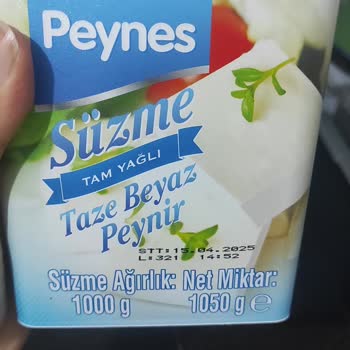 Peynes
Süzme
TAM YAĞLI
Taze Beyaz
Peynir
STT:15.04.2025
L:321 14:52
Süzme Ağırlık: Net Miktar:
1000 g 1050 g ℮